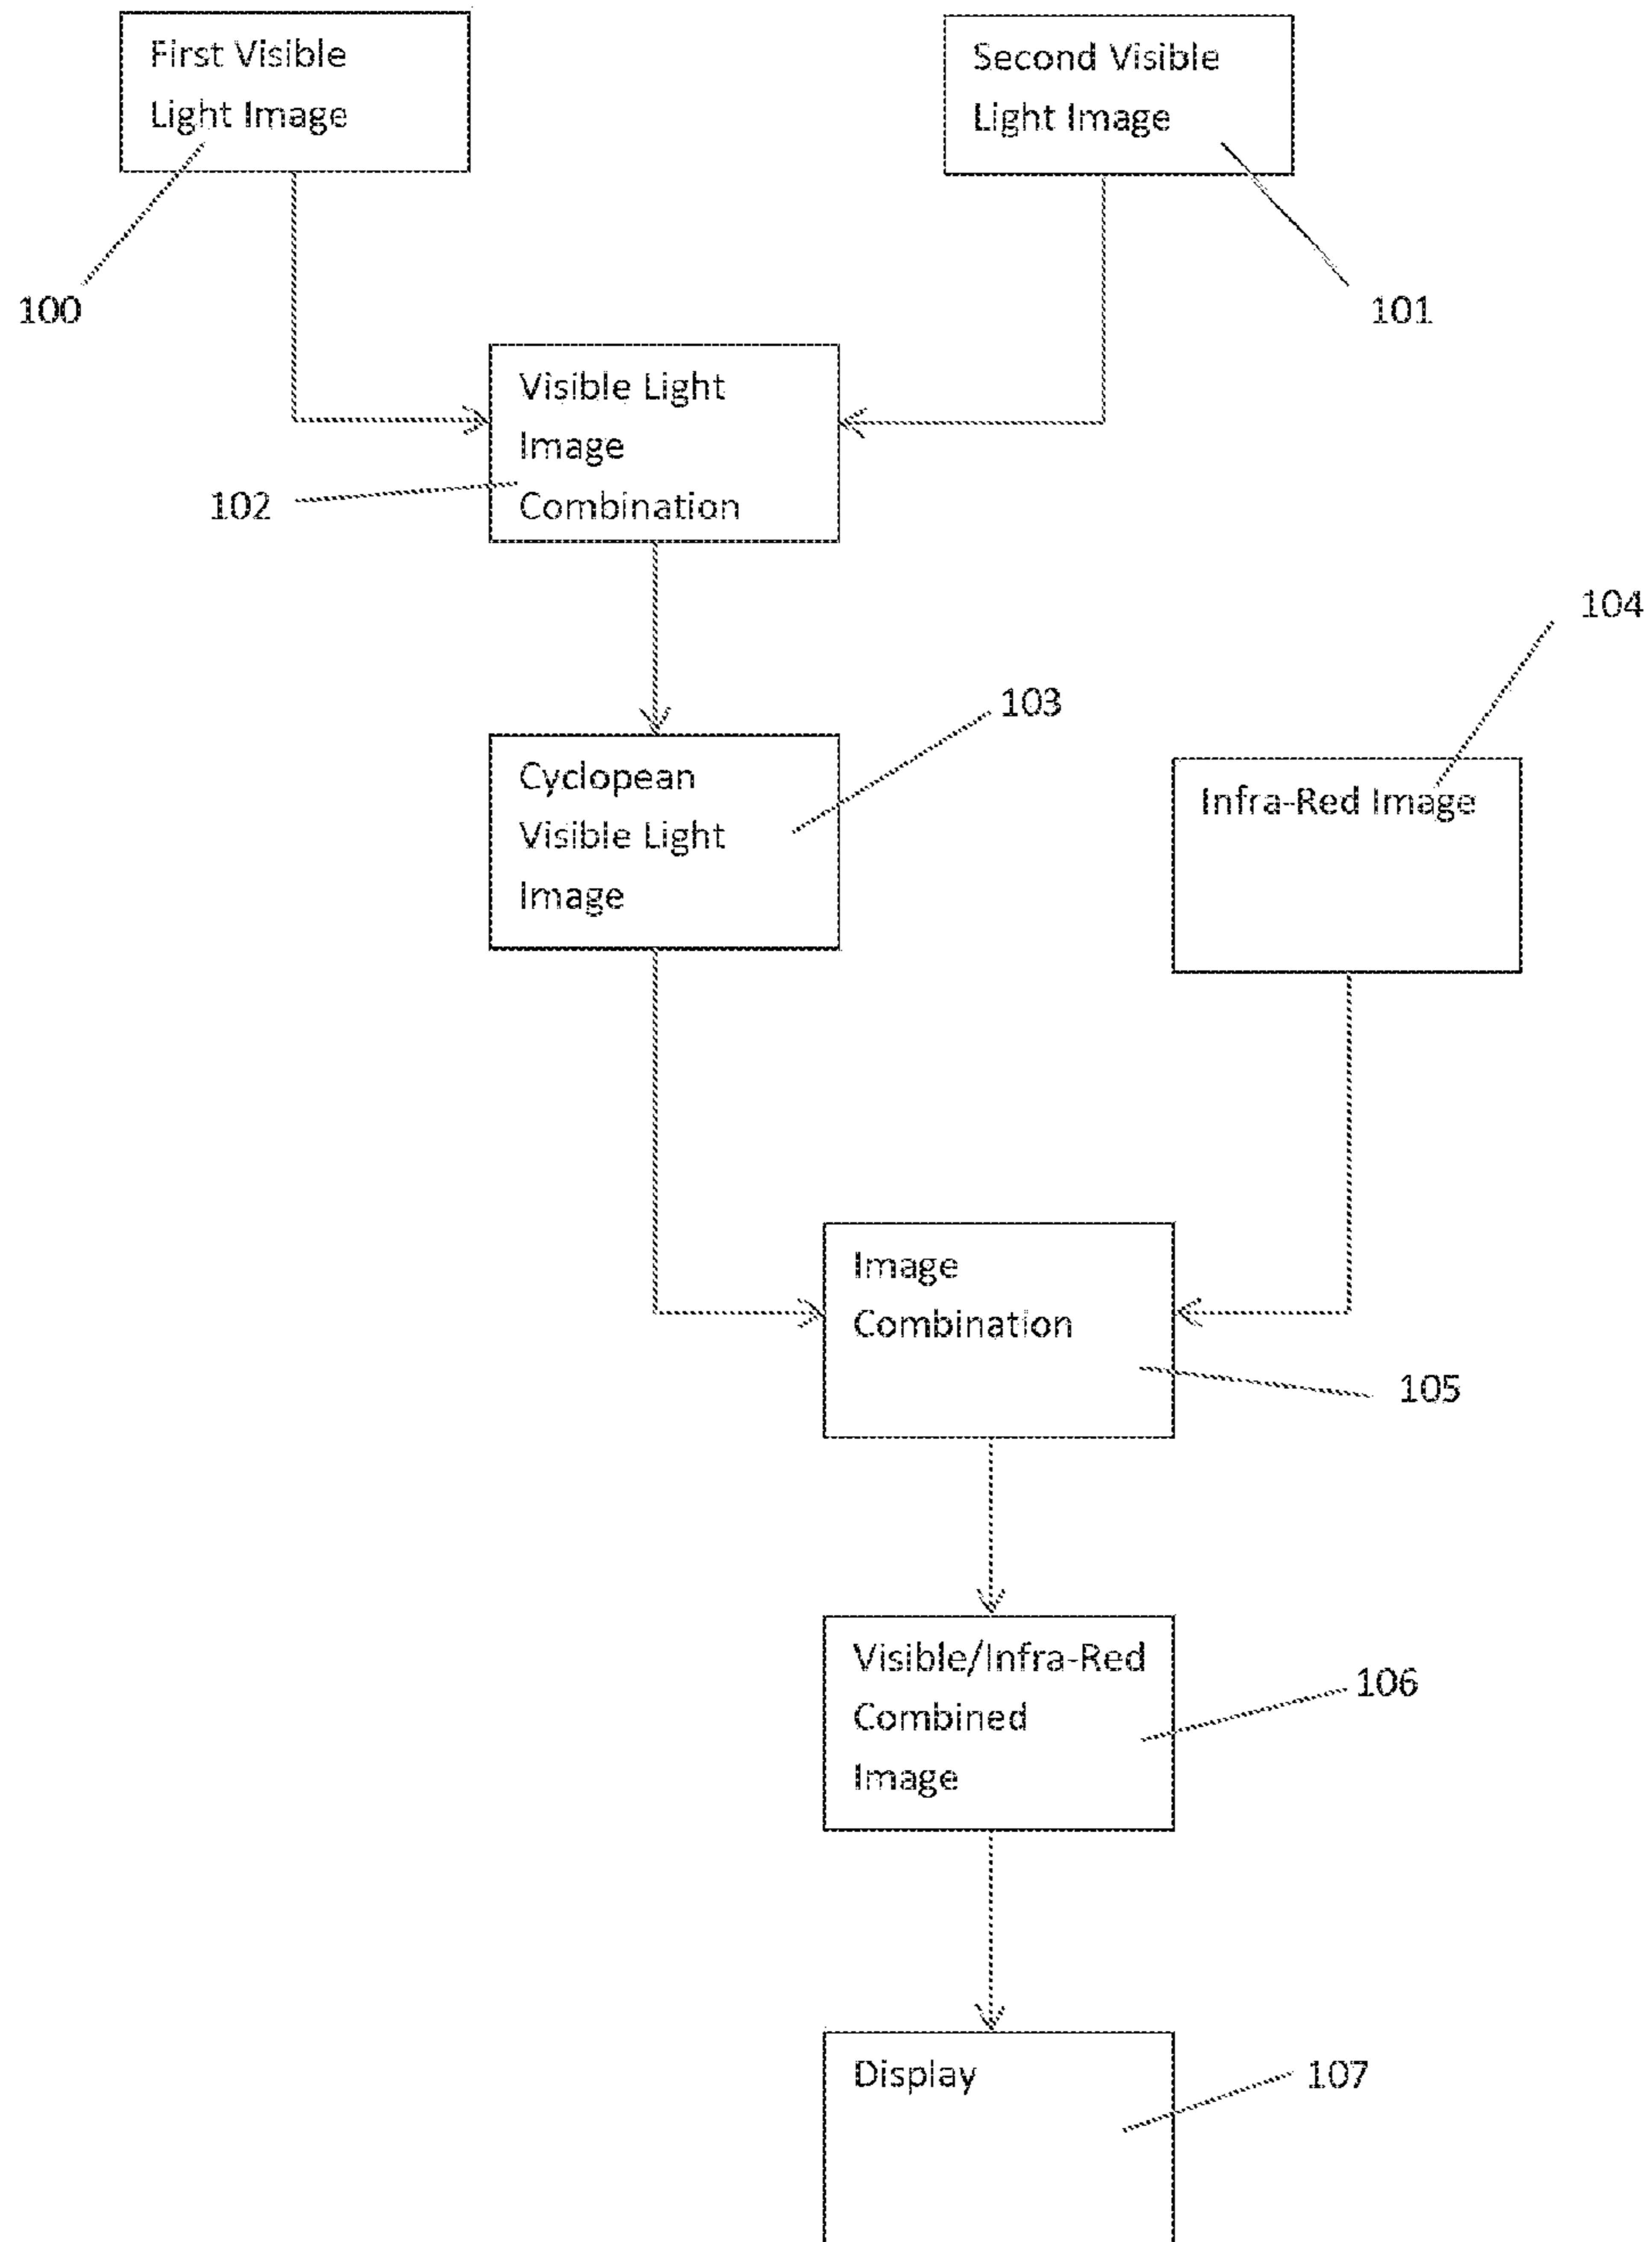 First Visible
Light Image
Second Visible
Light Image
100
101
Visible Light
Image
Combination
102
104
103
Cyclopean
Visible Light
Image
Infra-Red Image
Image
Combination
105
Visible/Infra-Red
Combined
Image
106
Display
107